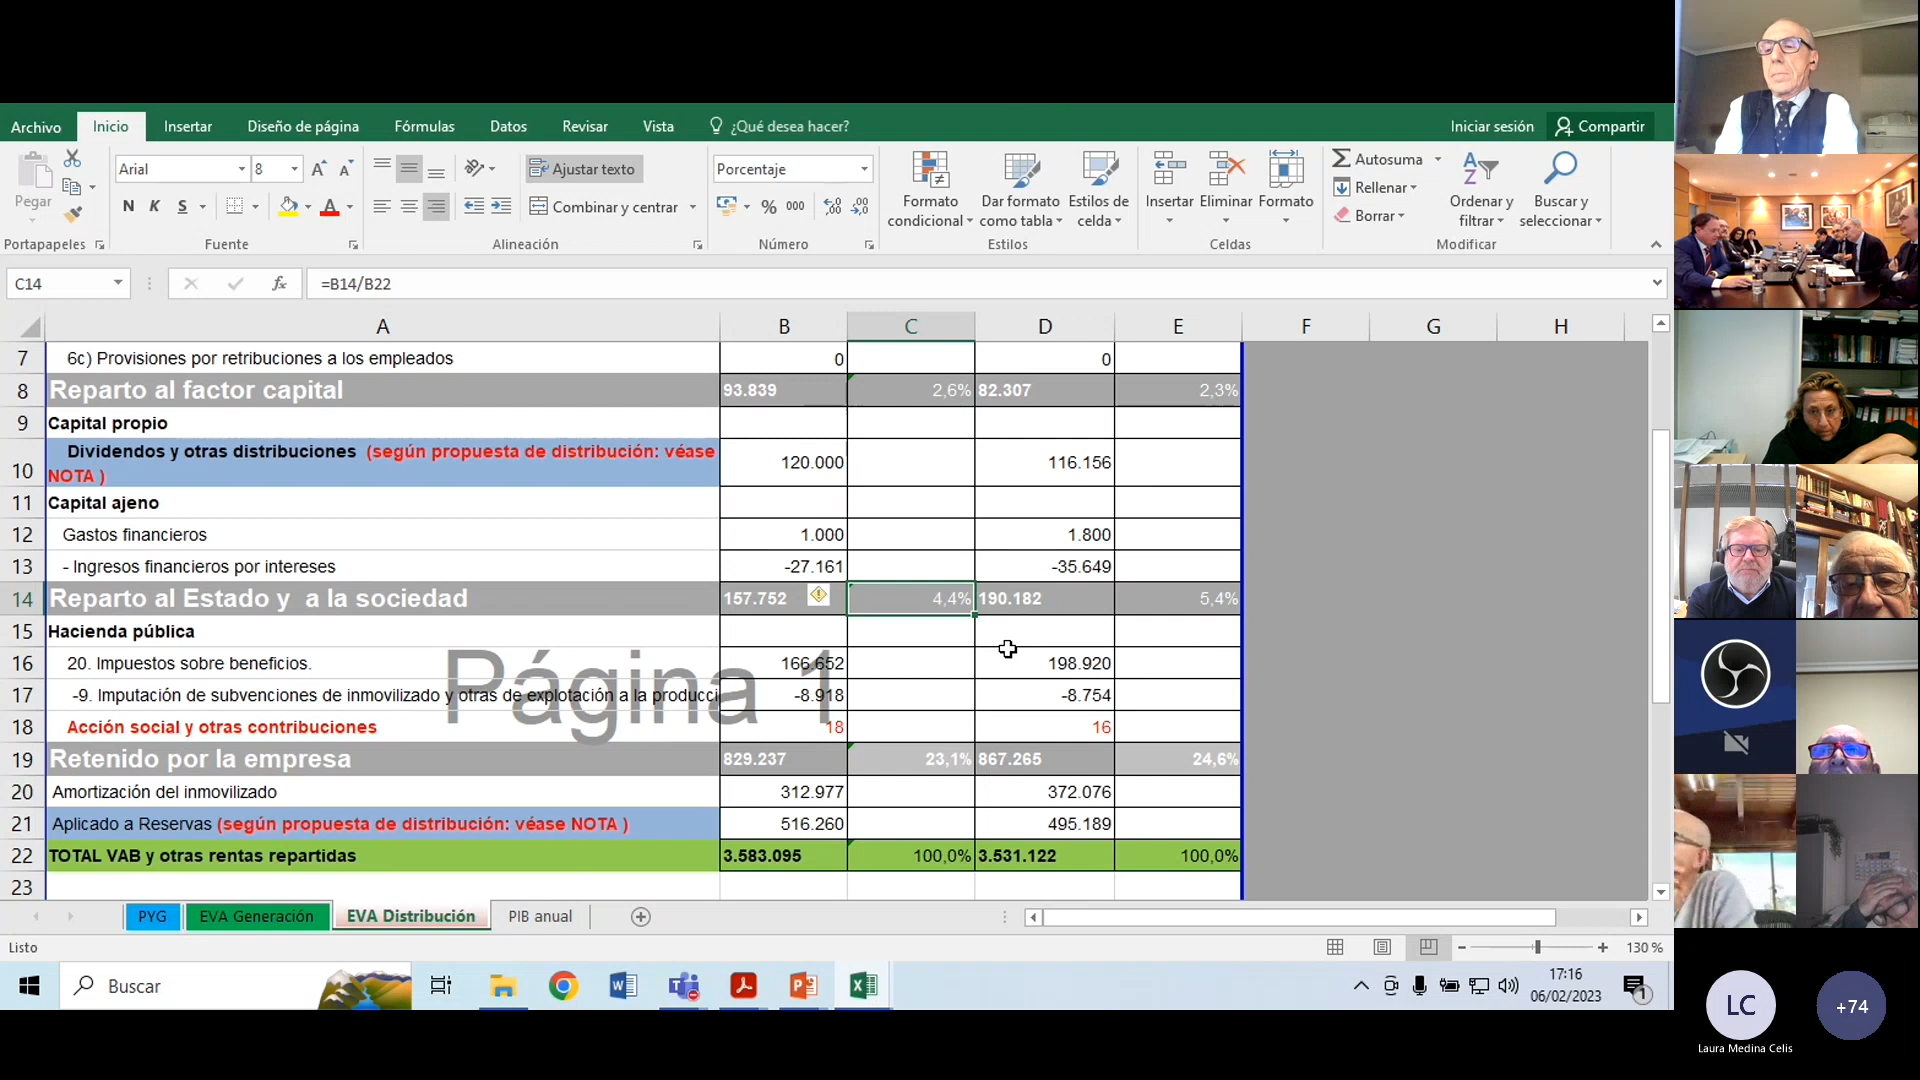 Archivo Inicio Insertar Diseño de página Fórmulas Datos Revisar Vista ¿Qué desea hacer? Iniciar sesión Compartir
Pegar Arial 8 Ajustar texto Porcentaje
N K S Combinar y centrar % 000
Formato condicional Dar formato como tabla Estilos de celda Insertar Eliminar Formato
Autosuma Rellenar Borrar Ordenar y filtrar Buscar y seleccionar
Portapapeles Fuente Alineación Número Estilos Celdas Modificar
C14 fx =B14/B22
A B C D E F G H
7 6c) Provisiones por retribuciones a los empleados 0 0
8 Reparto al factor capital 93.839 2,6% 82.307 2,3%
9 Capital propio
10 Dividendos y otras distribuciones (según propuesta de distribución: véase
NOTA ) 120.000 116.156
11 Capital ajeno
12 Gastos financieros 1.000 1.800
13 - Ingresos financieros por intereses -27.161 -35.649
14 Reparto al Estado y a la sociedad 157.752 4,4% 190.182 5,4%
15 Hacienda pública
16 20. Impuestos sobre beneficios. 166.652 198.920
17 -9. Imputación de subvenciones de inmovilizado y otras de explotación a la producci -8.918 -8.754
Página 1
18 Acción social y otras contribuciones 18 16
19 Retenido por la empresa 829.237 23,1% 867.265 24,6%
20 Amortización del inmovilizado 312.977 372.076
21 Aplicado a Reservas (según propuesta de distribución: véase NOTA ) 516.260 495.189
22 TOTAL VAB y otras rentas repartidas 3.583.095 100,0% 3.531.122 100,0%
23
PYG EVA Generación EVA Distribución PIB anual
Listo 130 %
Buscar 17:16
06/02/2023 1
LC +74
Laura Medina Celis